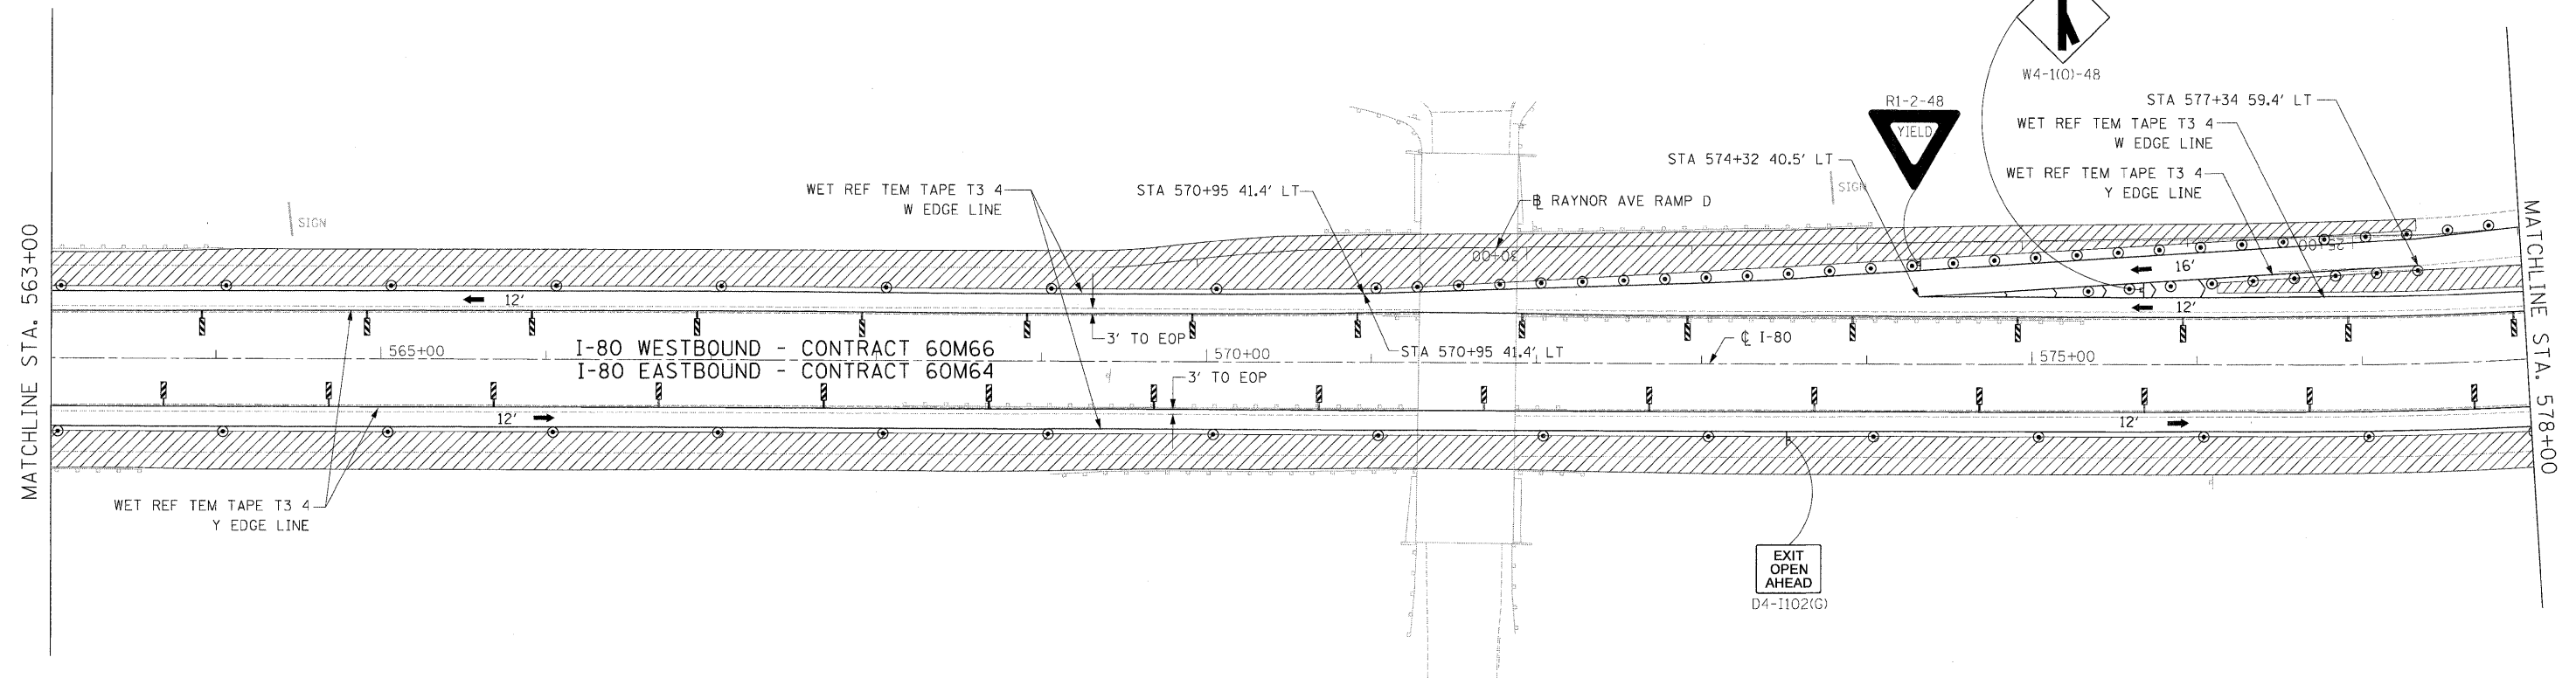 W4-1(O)-48
R1-2-48
YIELD
STA 577+34 59.4' LT
WET REF TEM TAPE T3 4
W EDGE LINE
STA 574+32 40.5' LT
WET REF TEM TAPE T3 4
Y EDGE LINE
WET REF TEM TAPE T3 4
W EDGE LINE
STA 570+95 41.4' LT
℄ RAYNOR AVE RAMP D
SIGN
SIGN
MATCHLINE STA. 563+00
MATCHLINE STA. 578+00
30+00
25+00
16'
12'
12'
3' TO EOP
STA 570+95 41.4' LT
565+00
I-80 WESTBOUND - CONTRACT 60M66
570+00
℄ I-80
575+00
I-80 EASTBOUND - CONTRACT 60M64
3' TO EOP
12'
12'
WET REF TEM TAPE T3 4
Y EDGE LINE
EXIT
OPEN
AHEAD
D4-I102(G)